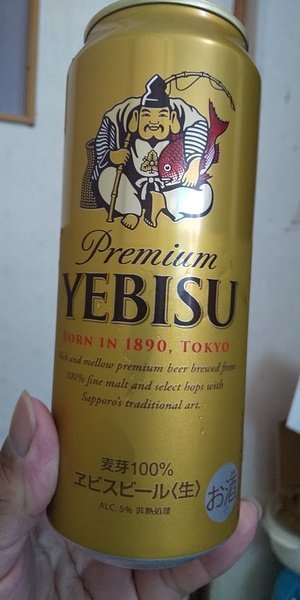 Premium
YEBISU
BORN IN 1890, TOKYO
Rich and mellow premium beer brewed from
100% fine malt and select hops with
Sapporo's traditional art.
麦芽100%
ヱビスビール〈生〉
ALC. 5% 非熱処理
お酒